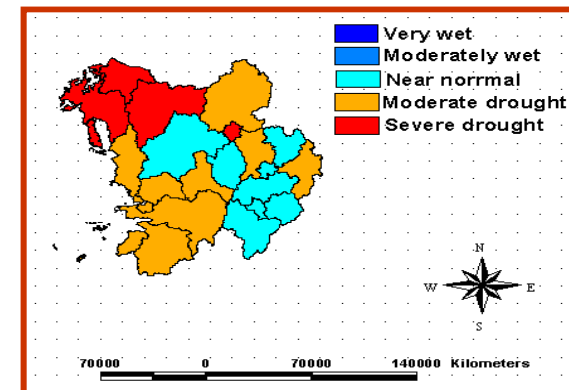 Very wet
Moderately wet
Near norrmal
Moderate drought
Severe drought
N
W E
S
70000 0 70000 140000 Kilometers